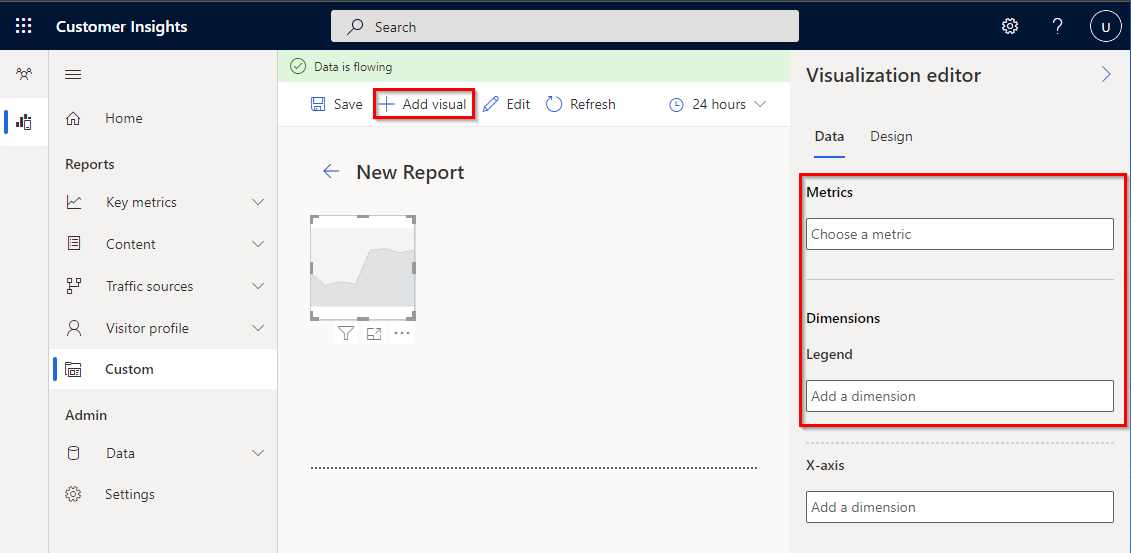 Customer Insights
Search
U
Home
Reports
Key metrics
Content
Traffic sources
Visitor profile
Custom
Admin
Data
Settings
Data is flowing
Save
Add visual
Edit
Refresh
24 hours
New Report
Visualization editor
Data
Design
Metrics
Choose a metric
Dimensions
Legend
Add a dimension
X-axis
Add a dimension